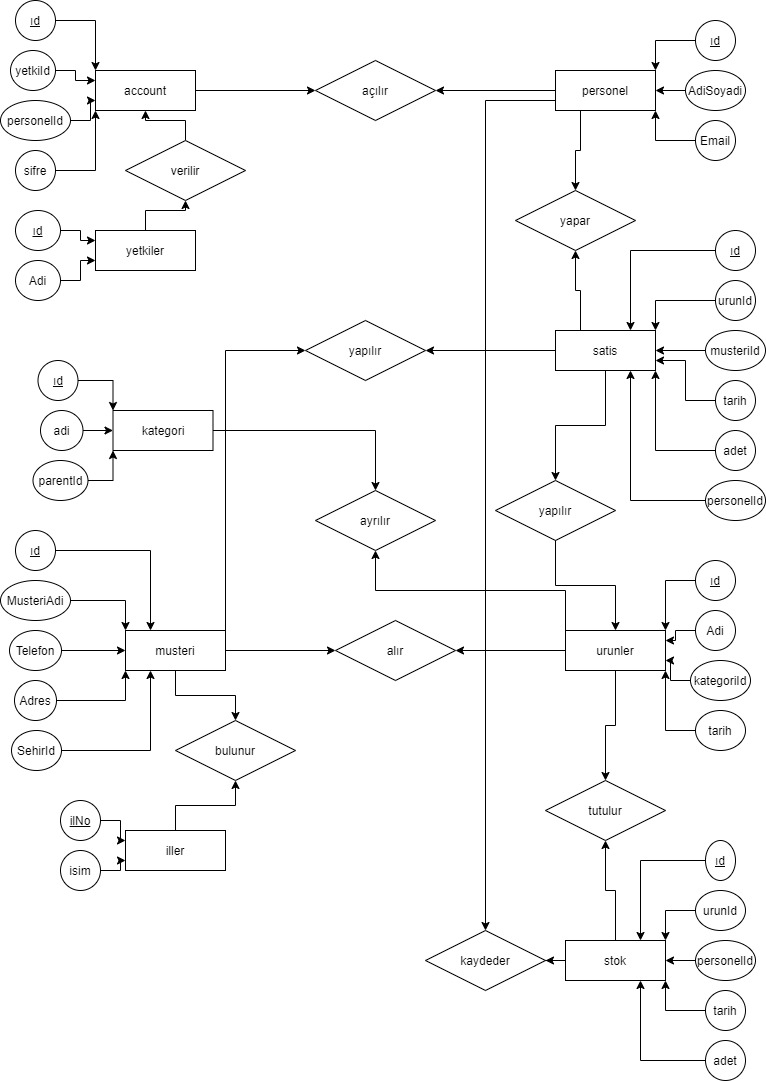 ıd
yetkiId
personelId
sifre
account
açılır
personel
ıd
AdiSoyadi
Email
verilir
ıd
Adi
yetkiler
yapar
ıd
urunId
musteriId
tarih
adet
personelId
satis
yapılır
ıd
adi
parentId
kategori
ayrılır
yapılır
ıd
MusteriAdi
Telefon
Adres
SehirId
musteri
alır
urunler
ıd
Adi
kategoriId
tarih
bulunur
ilNo
isim
iller
tutulur
kaydeder
stok
ıd
urunId
personelId
tarih
adet